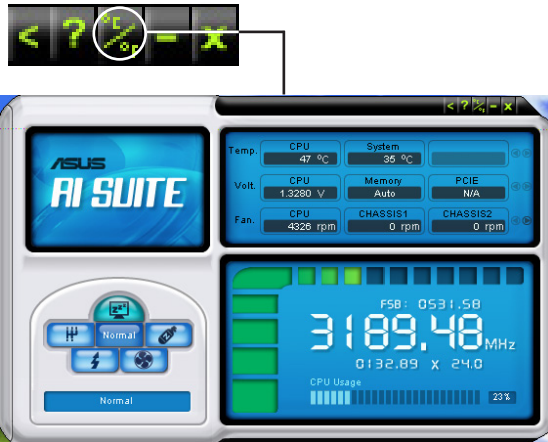 < ? °C/°F - x
< ? °C/°F - x
ASUS
AI SUITE
Temp. CPU System
47 °C 35 °C
Volt. CPU Memory PCIE
1.3280 V Auto N/A
Fan. CPU CHASSIS1 CHASSIS2
4326 rpm 0 rpm 0 rpm
zzz
Normal
Normal
FSB: 0531.58
3189.48 MHz
0132.89 x 24.0
CPU Usage
23%